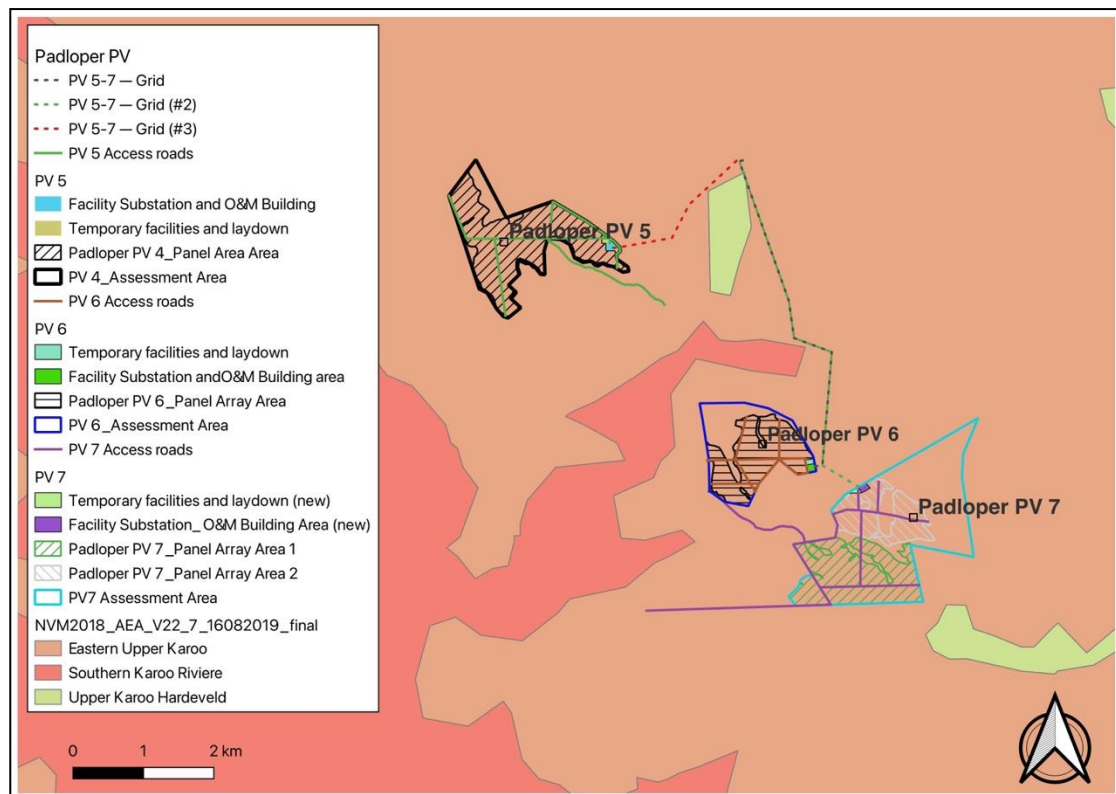 Padloper PV
PV 5-7 — Grid
PV 5-7 — Grid (#2)
PV 5-7 — Grid (#3)
PV 5 Access roads
PV 5
Facility Substation and O&M Building
Temporary facilities and laydown
Padloper PV 4_Panel Area Area
PV 4_Assessment Area
PV 6 Access roads
PV 6
Temporary facilities and laydown
Facility Substation andO&M Building area
Padloper PV 6_Panel Array Area
PV 6_Assessment Area
PV 7 Access roads
PV 7
Temporary facilities and laydown (new)
Facility Substation_ O&M Building Area (new)
Padloper PV 7_Panel Array Area 1
Padloper PV 7_Panel Array Area 2
PV7 Assessment Area
NVM2018_AEA_V22_7_16082019_final
Eastern Upper Karoo
Southern Karoo Riviere
Upper Karoo Hardeveld
0 1 2 km
Padloper PV 5
Padloper PV 6
Padloper PV 7